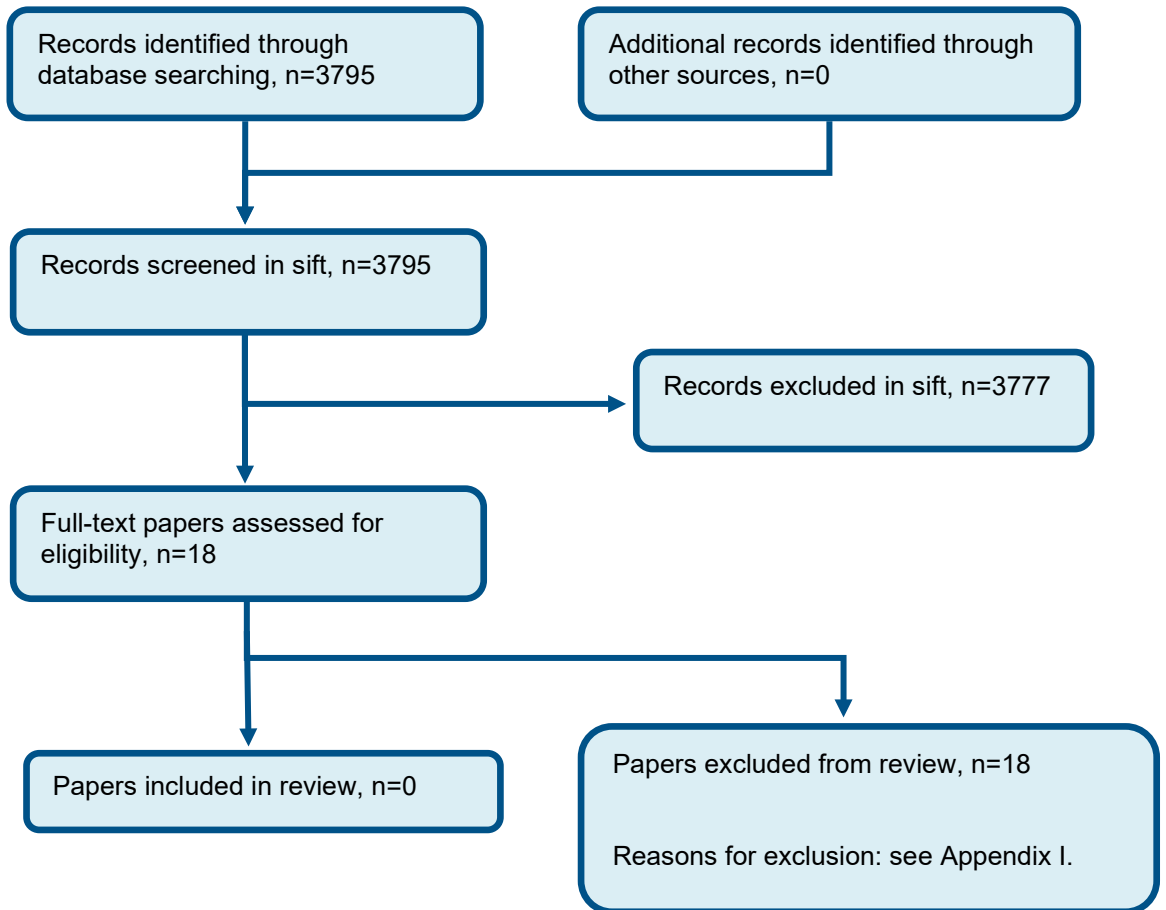 Records identified through
database searching, n=3795
Additional records identified through
other sources, n=0
Records screened in sift, n=3795
Records excluded in sift, n=3777
Full-text papers assessed for
eligibility, n=18
Papers included in review, n=0
Papers excluded from review, n=18
Reasons for exclusion: see Appendix I.